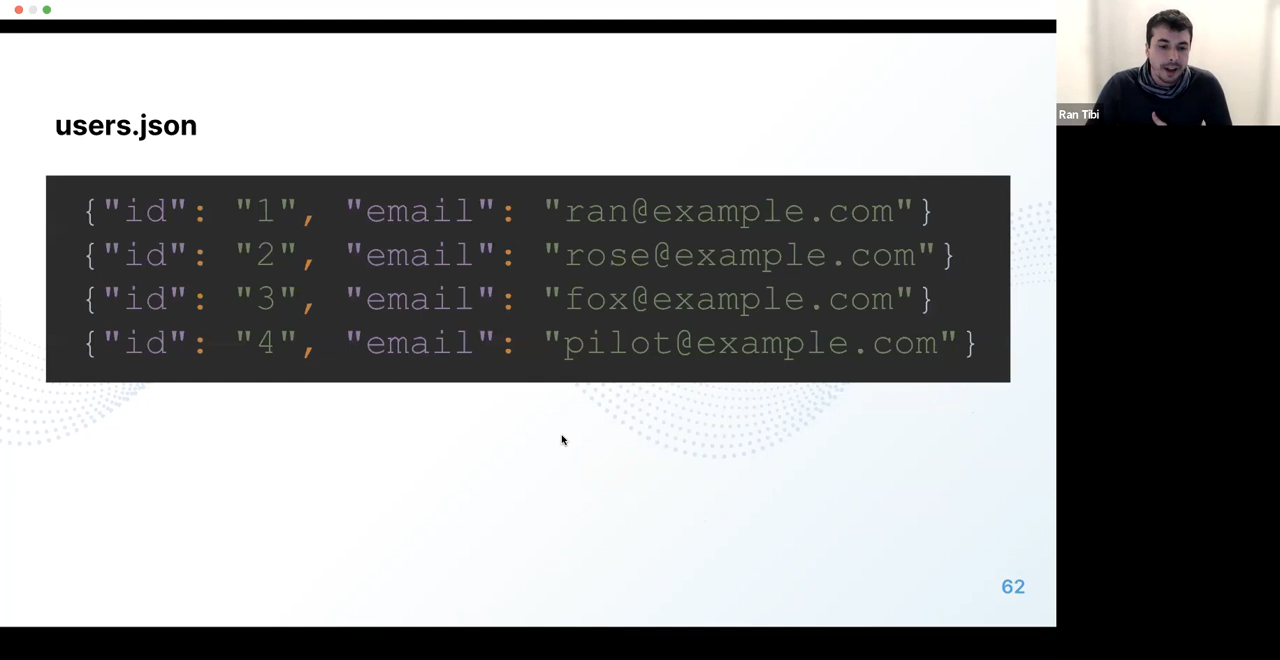 users.json
{"id": "1", "email": "ran@example.com"}
{"id": "2", "email": "rose@example.com"}
{"id": "3", "email": "fox@example.com"}
{"id": "4", "email": "pilot@example.com"}
62
Ran Tibi